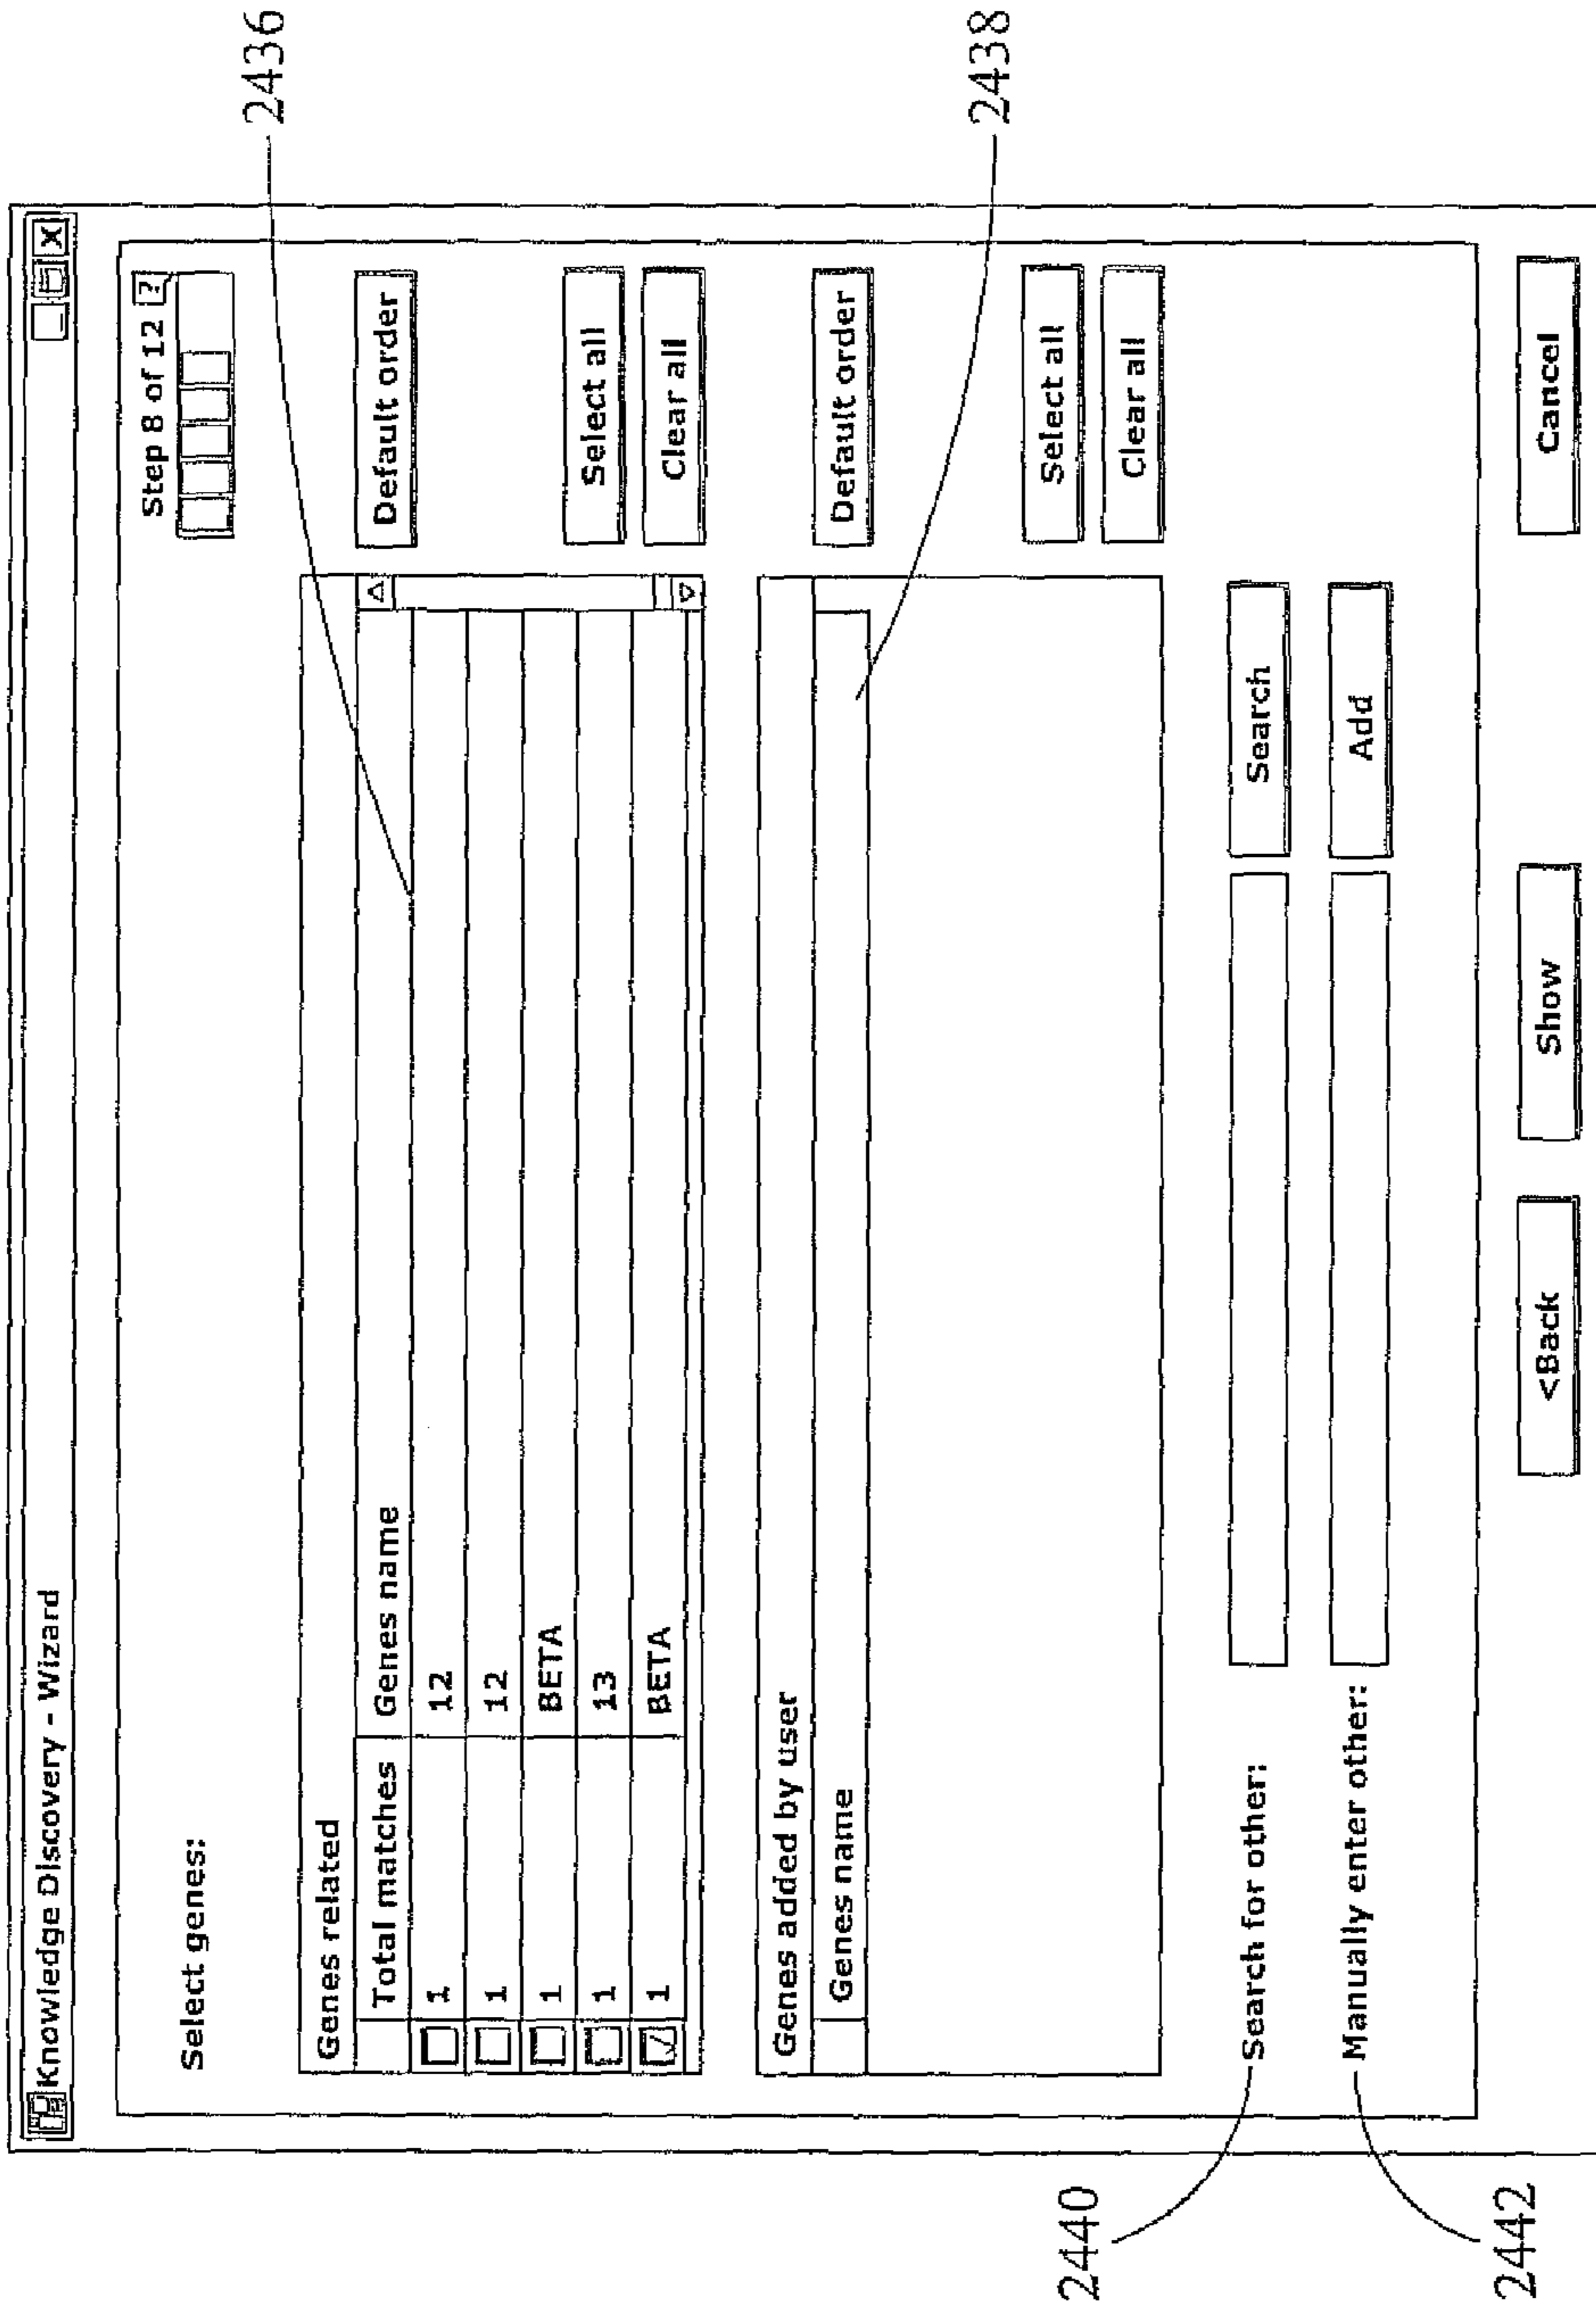 Knowledge Discovery - Wizard
Step 8 of 12 ?
Select genes:
2436
Genes related
Total matches Genes name
Default order
1 12
1 12
1 BETA
1 13
1 BETA
Select all
Clear all
Genes added by user
Genes name
Default order
2438
Select all
Clear all
2440
Search for other:
Search
2442
Manually enter other:
Add
<Back
Show
Cancel